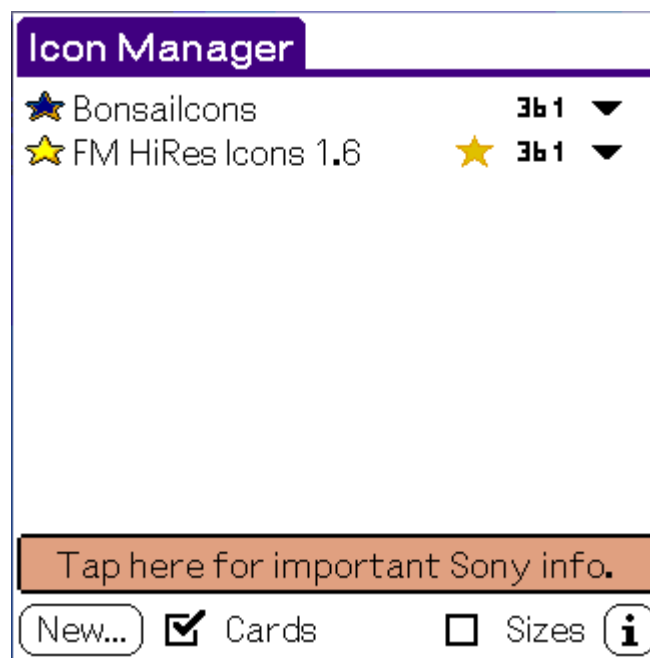 Icon Manager
BonsaiIcons 3b1
FM HiRes Icons 1.6 3b1
Tap here for important Sony info.
New... Cards Sizes i